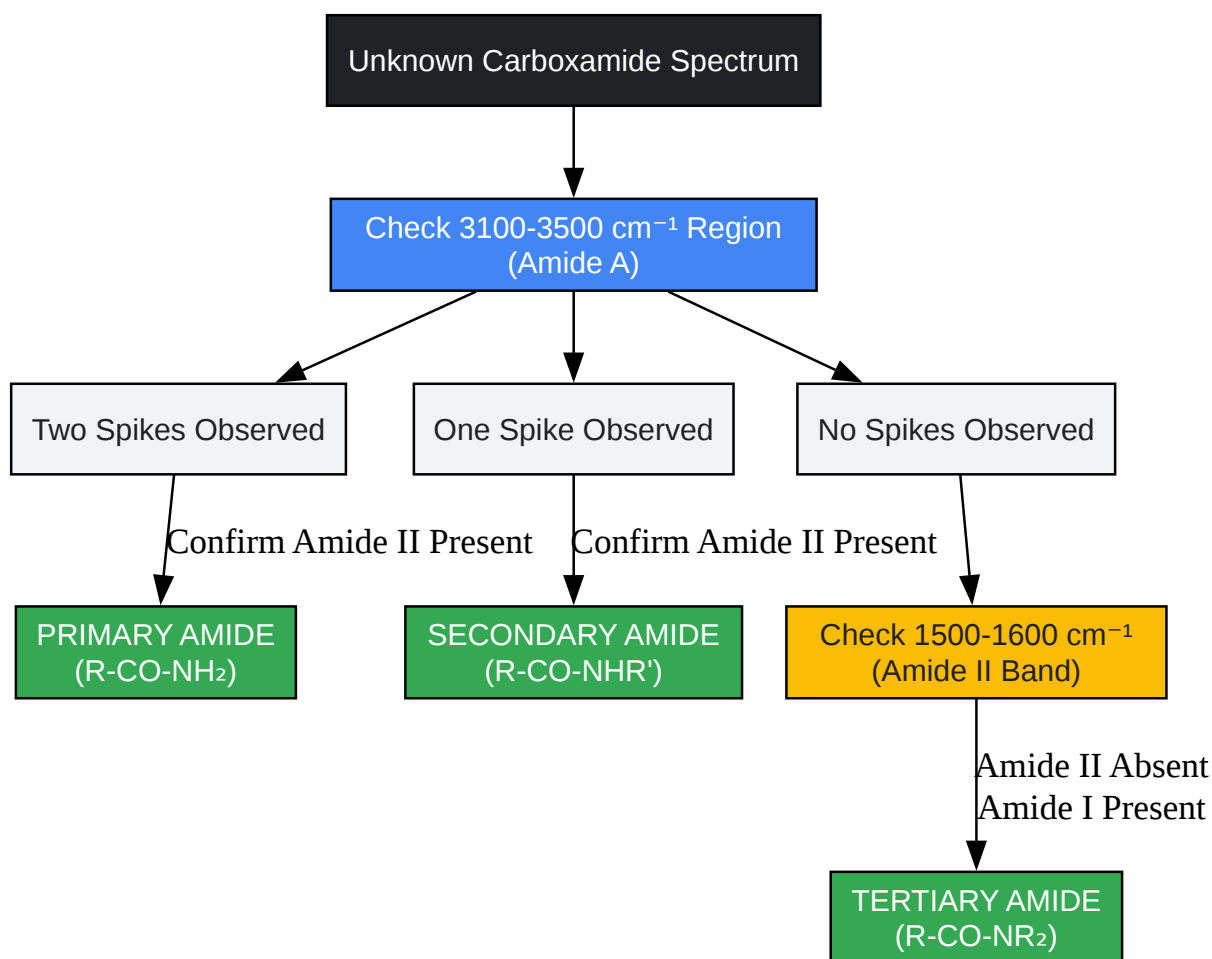 Unknown Carboxamide Spectrum
Check 3100-3500 cm⁻¹ Region
(Amide A)
Two Spikes Observed
One Spike Observed
No Spikes Observed
Confirm Amide II Present
Confirm Amide II Present
PRIMARY AMIDE
(R-CO-NH₂)
SECONDARY AMIDE
(R-CO-NHR')
Check 1500-1600 cm⁻¹
(Amide II Band)
Amide II Absent
Amide I Present
TERTIARY AMIDE
(R-CO-NR₂)